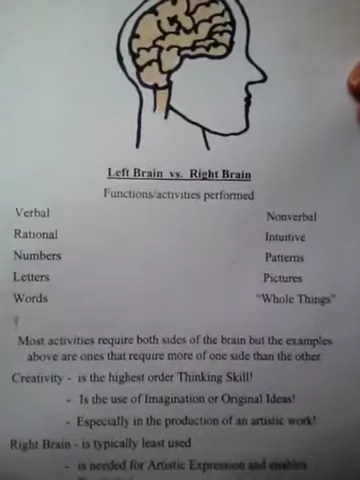 Left Brain vs. Right Brain
Functions/activities performed
Verbal Nonverbal
Rational Intuitive
Numbers Patterns
Letters Pictures
Words "Whole Things"
Most activities require both sides of the brain but the examples
above are ones that require more of one side than the other
Creativity - is the highest order Thinking Skill!
- Is the use of Imagination or Original Ideas!
- Especially in the production of an artistic work!
Right Brain - is typically least used
- is needed for Artistic Expression and enables